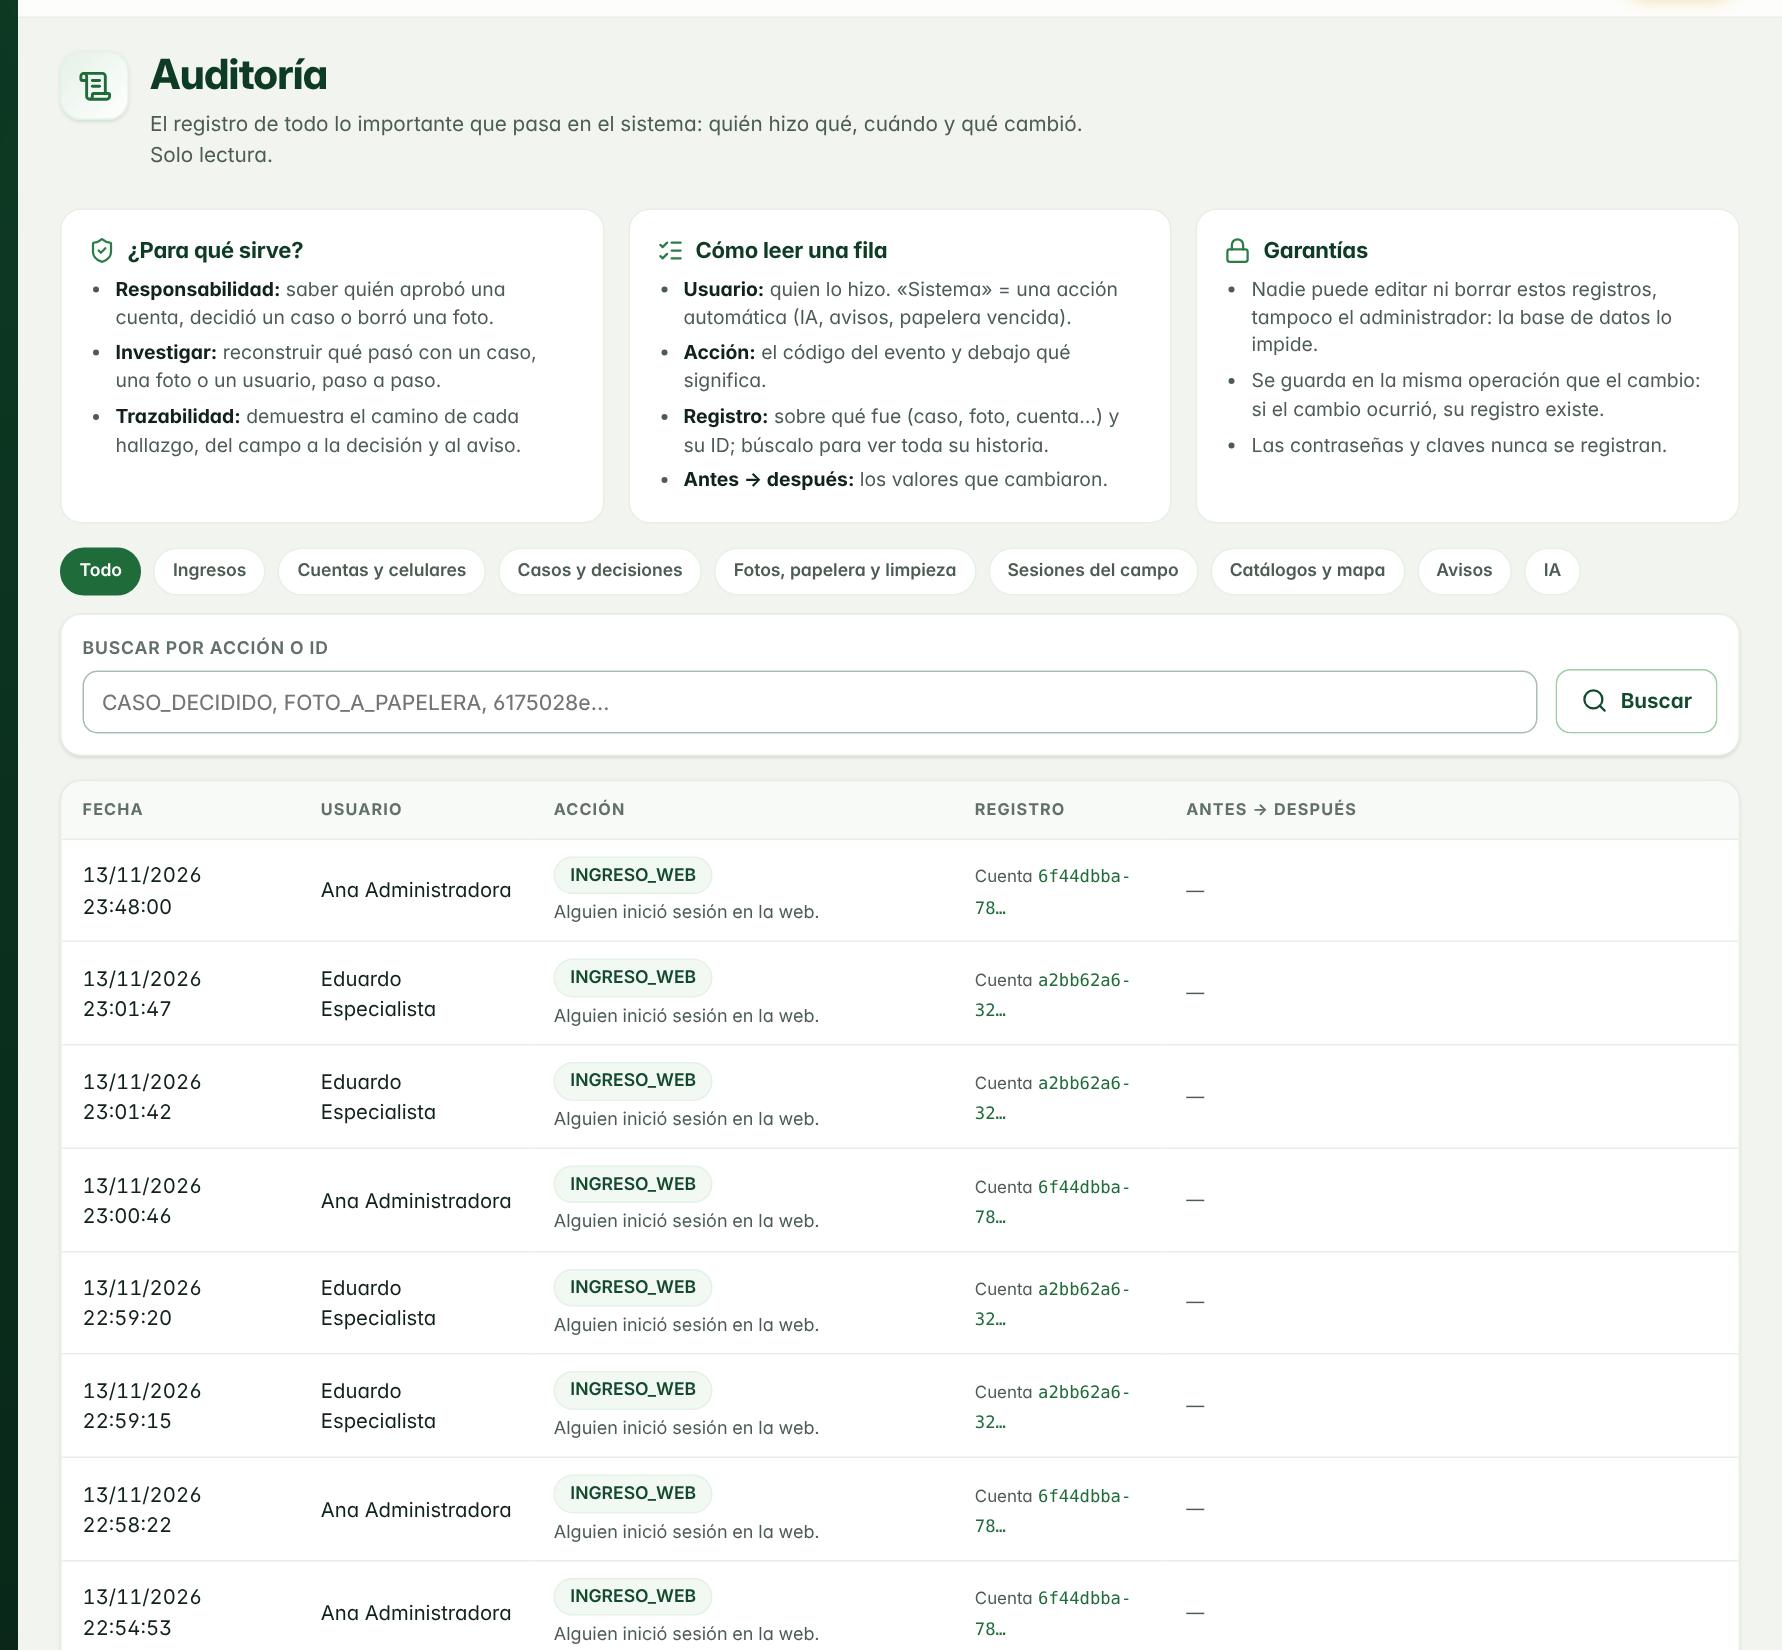 Auditoría
El registro de todo lo importante que pasa en el sistema: quién hizo qué, cuándo y qué cambió.
Solo lectura.
¿Para qué sirve?
• Responsabilidad: saber quién aprobó una
cuenta, decidió un caso o borró una foto.
• Investigar: reconstruir qué pasó con un caso,
una foto o un usuario, paso a paso.
• Trazabilidad: demuestra el camino de cada
hallazgo, del campo a la decisión y al aviso.
Cómo leer una fila
• Usuario: quien lo hizo. «Sistema» = una acción
automática (IA, avisos, papelera vencida).
• Acción: el código del evento y debajo qué
significa.
• Registro: sobre qué fue (caso, foto, cuenta...) y
su ID; búscalo para ver toda su historia.
• Antes → después: los valores que cambiaron.
Garantías
• Nadie puede editar ni borrar estos registros,
tampoco el administrador: la base de datos lo
impide.
• Se guarda en la misma operación que el cambio:
si el cambio ocurrió, su registro existe.
• Las contraseñas y claves nunca se registran.
Todo Ingresos Cuentas y celulares Casos y decisiones Fotos, papelera y limpieza Sesiones del campo Catálogos y mapa Avisos IA
BUSCAR POR ACCIÓN O ID
CASO_DECIDIDO, FOTO_A_PAPELERA, 6175028e...
Buscar
FECHA USUARIO ACCIÓN REGISTRO ANTES → DESPUÉS
13/11/2026
23:48:00
Ana Administradora
INGRESO_WEB
Alguien inició sesión en la web.
Cuenta 6f44dbba-
78…
—
13/11/2026
23:01:47
Eduardo
Especialista
INGRESO_WEB
Alguien inició sesión en la web.
Cuenta a2bb62a6-
32…
—
13/11/2026
23:01:42
Eduardo
Especialista
INGRESO_WEB
Alguien inició sesión en la web.
Cuenta a2bb62a6-
32…
—
13/11/2026
23:00:46
Ana Administradora
INGRESO_WEB
Alguien inició sesión en la web.
Cuenta 6f44dbba-
78…
—
13/11/2026
22:59:20
Eduardo
Especialista
INGRESO_WEB
Alguien inició sesión en la web.
Cuenta a2bb62a6-
32…
—
13/11/2026
22:59:15
Eduardo
Especialista
INGRESO_WEB
Alguien inició sesión en la web.
Cuenta a2bb62a6-
32…
—
13/11/2026
22:58:22
Ana Administradora
INGRESO_WEB
Alguien inició sesión en la web.
Cuenta 6f44dbba-
78…
—
13/11/2026
22:54:53
Ana Administradora
INGRESO_WEB
Alguien inició sesión en la web.
Cuenta 6f44dbba-
78…
—